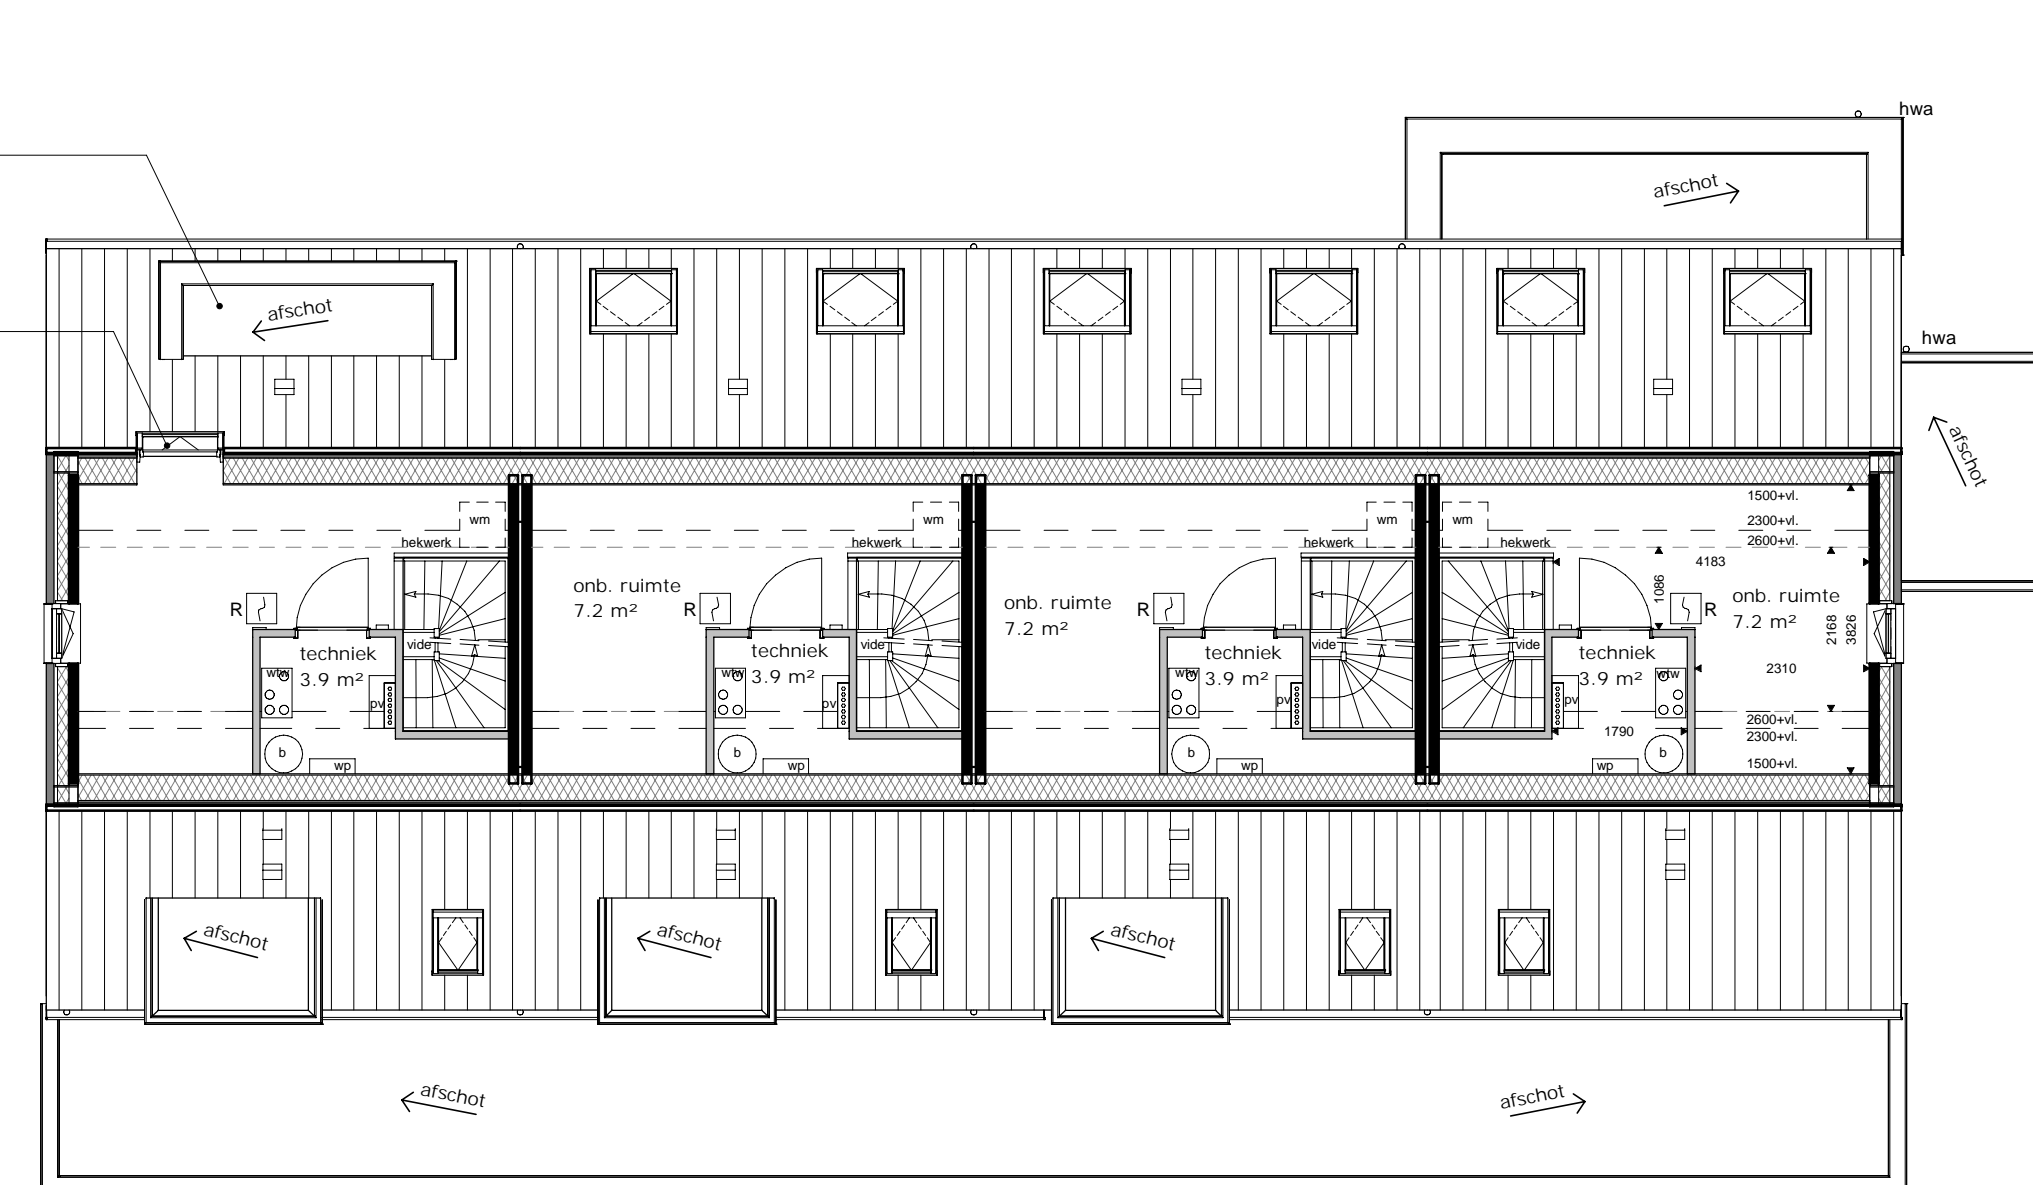 hwa
afschot
afschot
hwa
afschot
1500+vl.
wm
wm
wm
wm
2300+vl.
hekwerk
hekwerk
hekwerk
hekwerk
2600+vl.
4183
onb. ruimte
7.2 m²
onb. ruimte
7.2 m²
1086
onb. ruimte
7.2 m²
R
R
R
R
2168
3826
vide
vide
vide
vide
techniek
3.9 m²
techniek
3.9 m²
techniek
3.9 m²
techniek
3.9 m²
wtw
wtw
wtw
wtw
2310
pv
pv
pv
pv
2600+vl.
1790
2300+vl.
b
b
b
b
wp
wp
wp
wp
1500+vl.
afschot
afschot
afschot
afschot
afschot